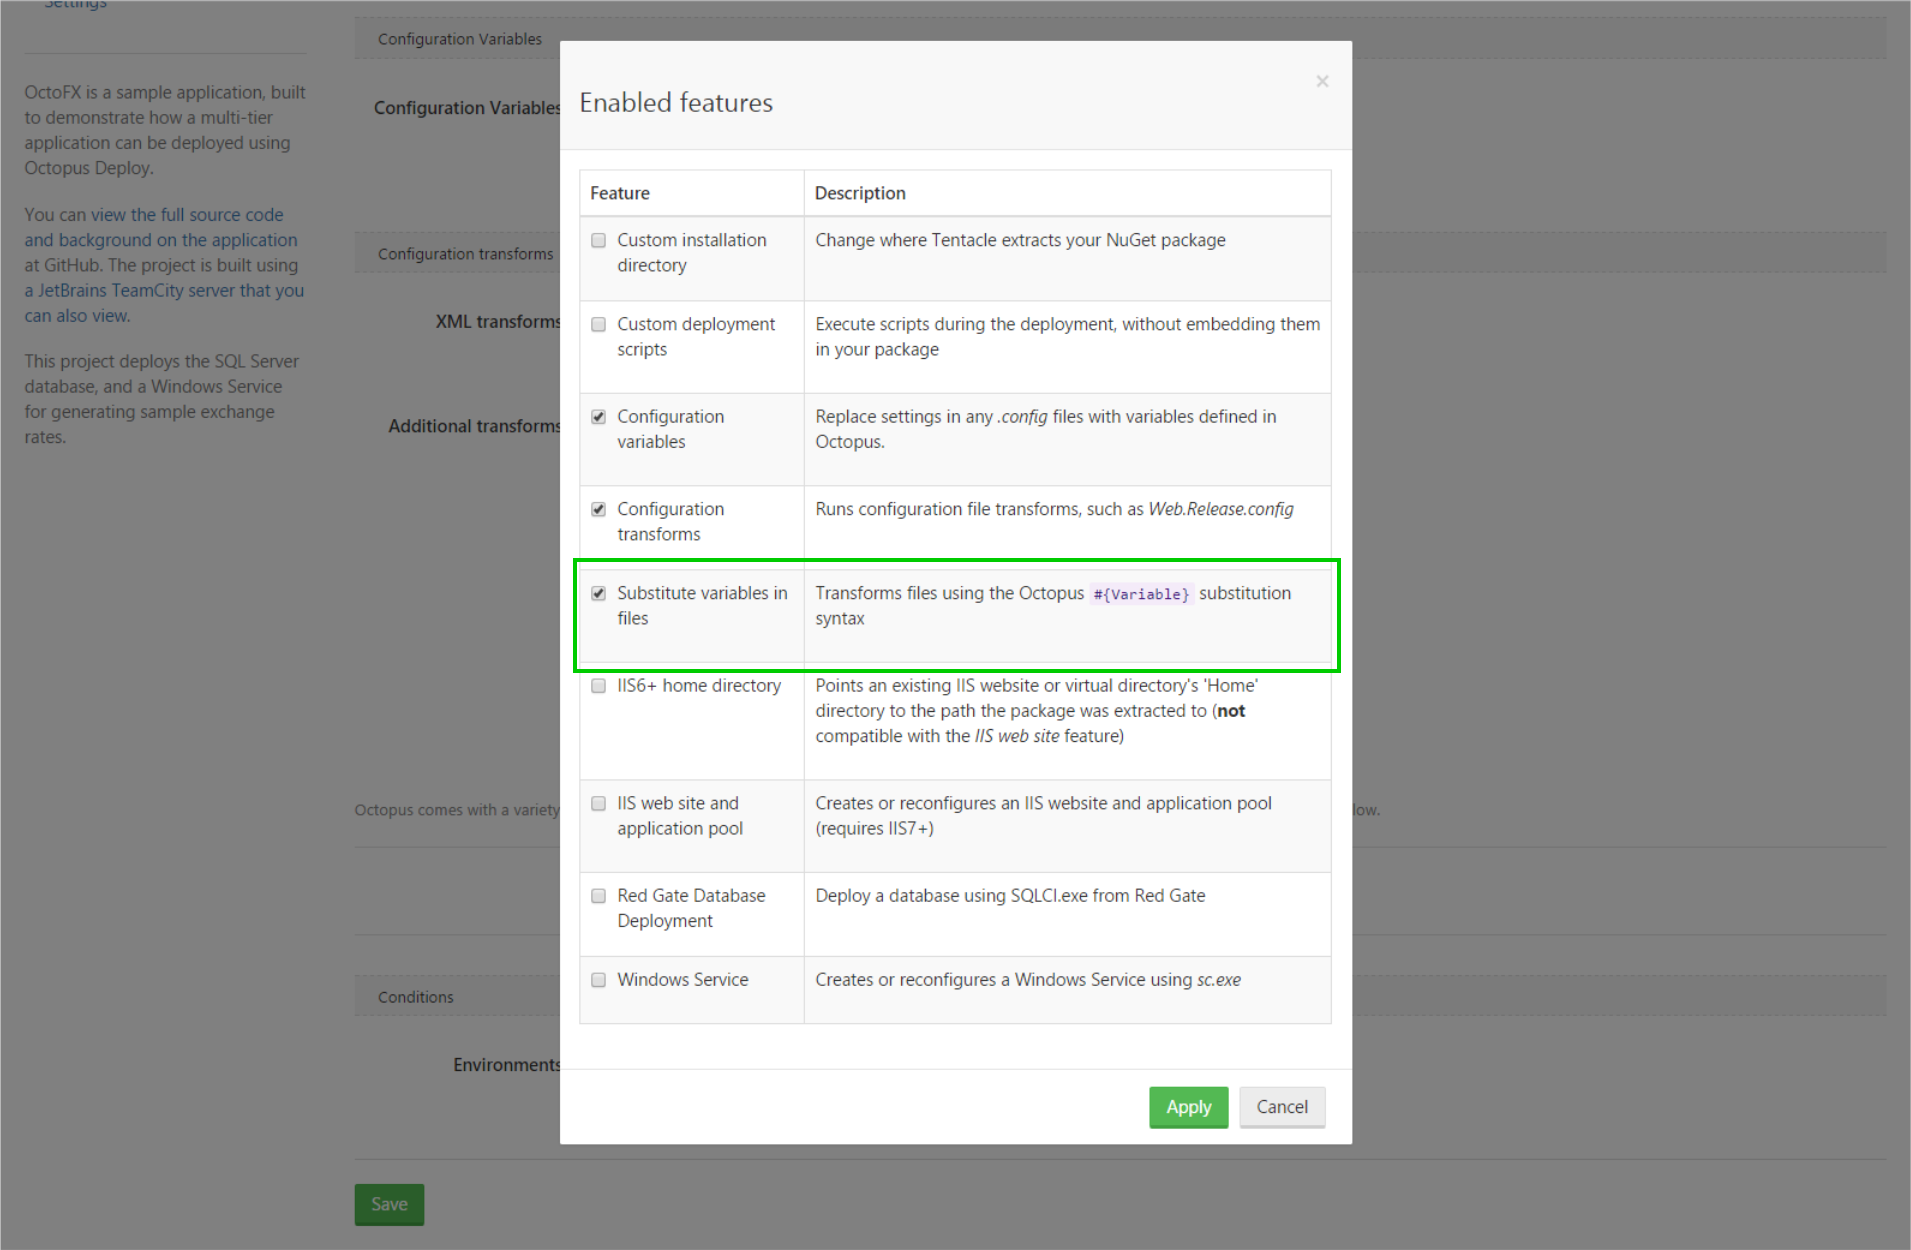 Settings
OctoFX is a sample application, built
to demonstrate how a multi-tier
application can be deployed using
Octopus Deploy.
You can view the full source code
and background on the application
at GitHub. The project is built using
a JetBrains TeamCity server that you
can also view.
This project deploys the SQL Server
database, and a Windows Service
for generating sample exchange
rates.
Configuration Variables
Configuration Variables
Configuration transforms
XML transforms
Additional transforms
Octopus comes with a variety
low.
Conditions
Environments
Save
Enabled features
×
Feature Description
Custom installation
directory
Change where Tentacle extracts your NuGet package
Custom deployment
scripts
Execute scripts during the deployment, without embedding them
in your package
Configuration
variables
Replace settings in any .config files with variables defined in
Octopus.
Configuration
transforms
Runs configuration file transforms, such as Web.Release.config
Substitute variables in
files
Transforms files using the Octopus #{Variable} substitution
syntax
IIS6+ home directory
Points an existing IIS website or virtual directory's 'Home'
directory to the path the package was extracted to (not
compatible with the IIS web site feature)
IIS web site and
application pool
Creates or reconfigures an IIS website and application pool
(requires IIS7+)
Red Gate Database
Deployment
Deploy a database using SQLCI.exe from Red Gate
Windows Service
Creates or reconfigures a Windows Service using sc.exe
Apply Cancel